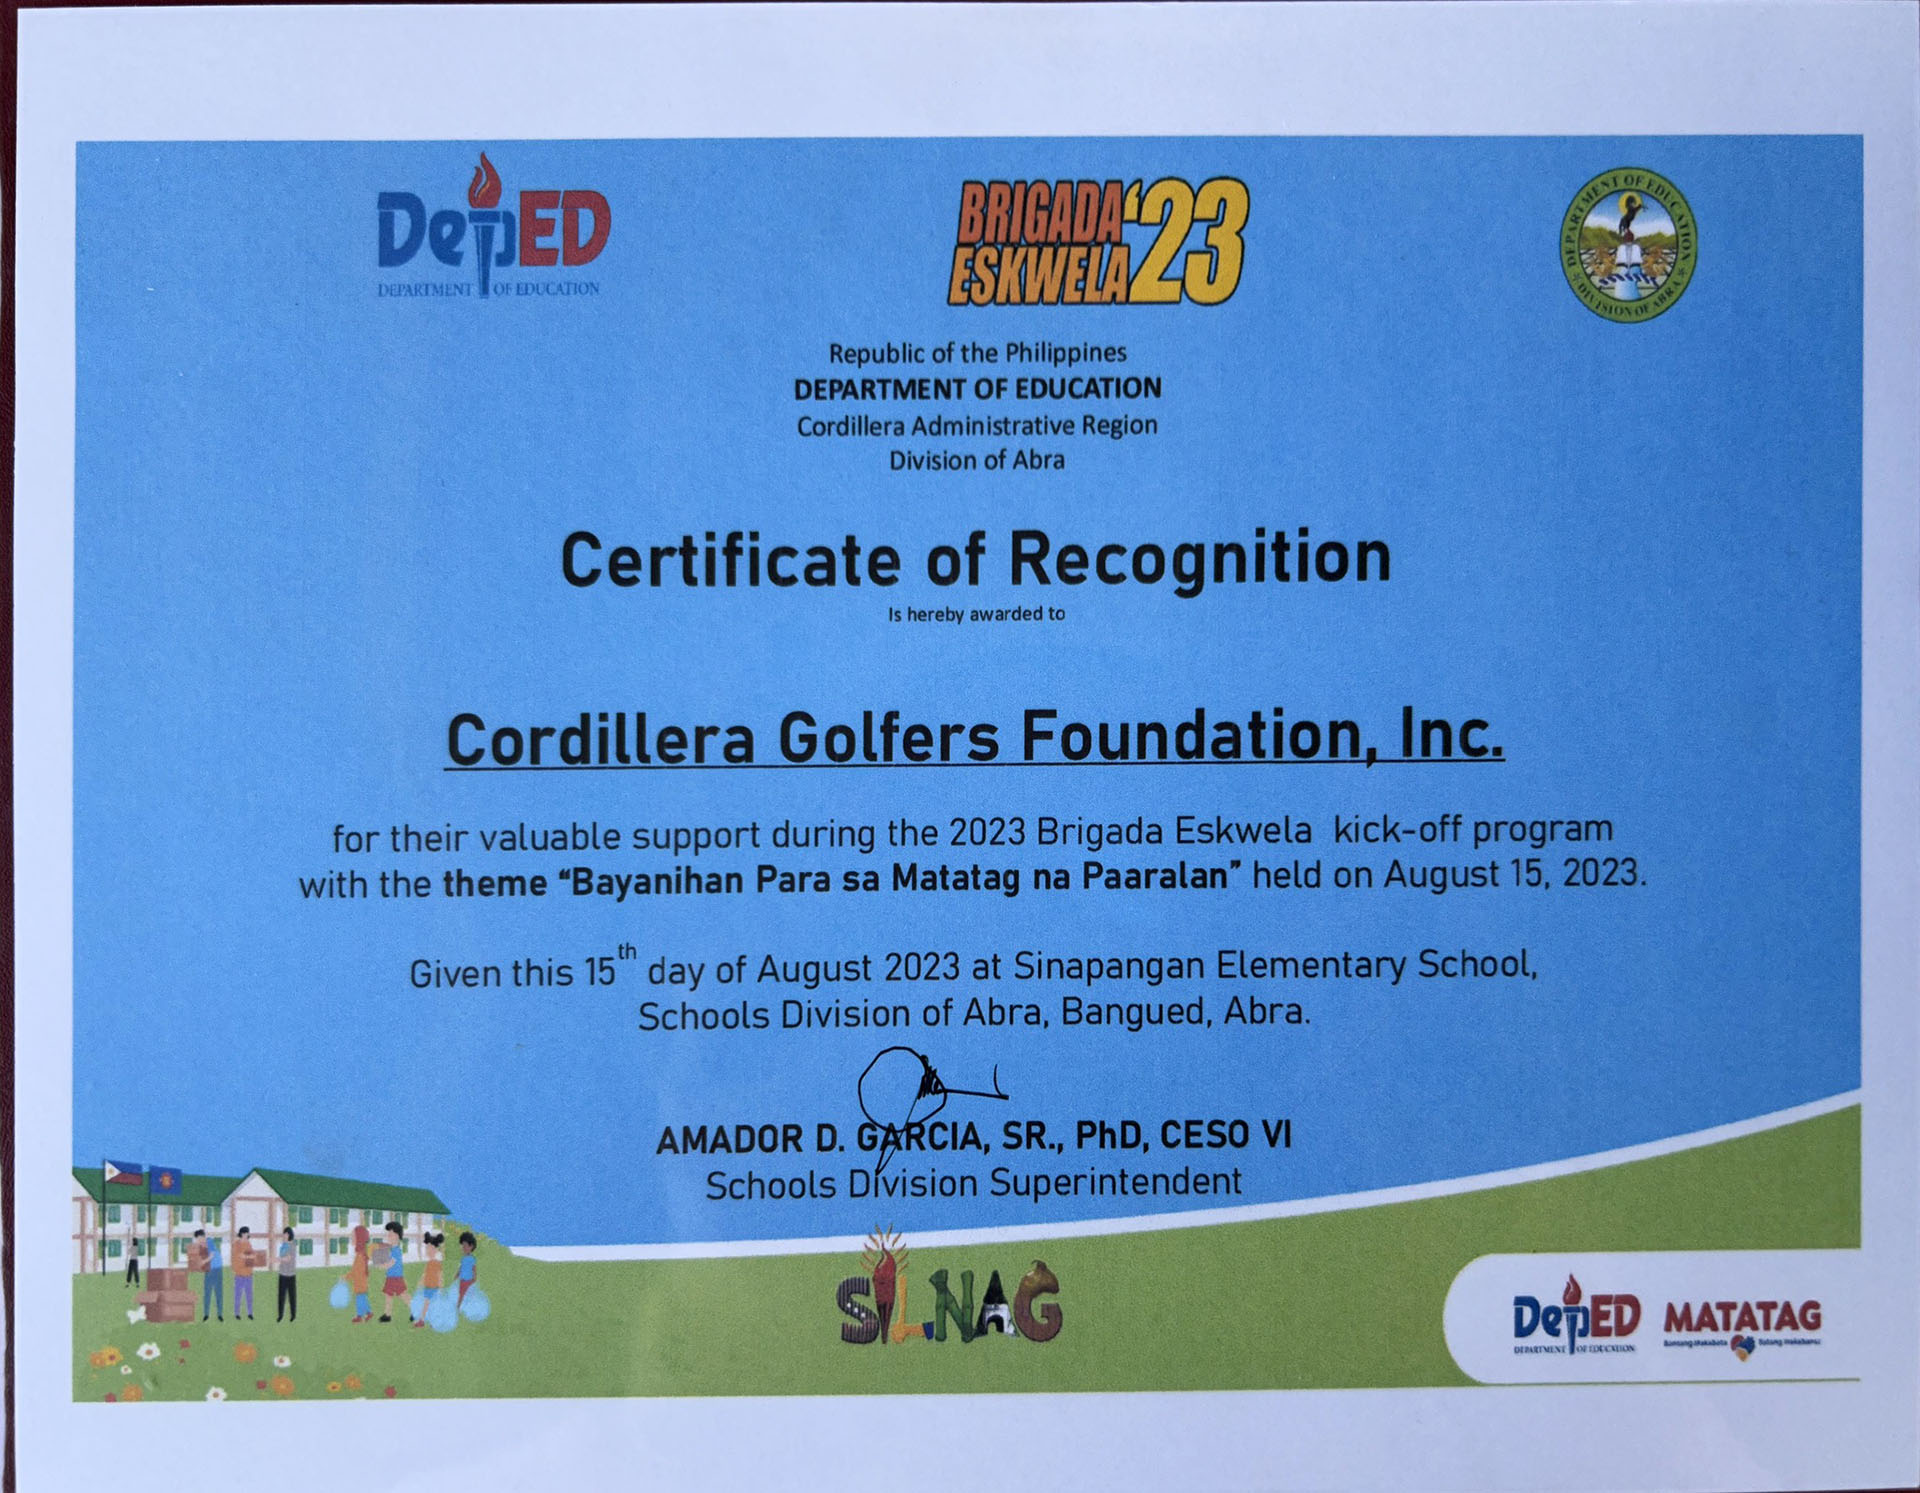 DepED
DEPARTMENT OF EDUCATION
BRIGADA
ESKWELA
'23
DEPARTMENT OF EDUCATION
DIVISION OF ABRA
Republic of the Philippines
DEPARTMENT OF EDUCATION
Cordillera Administrative Region
Division of Abra
Certificate of Recognition
Is hereby awarded to
Cordillera Golfers Foundation, Inc.
for their valuable support during the 2023 Brigada Eskwela kick-off program
with the theme “Bayanihan Para sa Matatag na Paaralan” held on August 15, 2023.
Given this 15th day of August 2023 at Sinapangan Elementary School,
Schools Division of Abra, Bangued, Abra.
AMADOR D. GARCIA, SR., PhD, CESO VI
Schools Division Superintendent
SILNAG
DepED
DEPARTMENT OF EDUCATION
MATATAG
Bansang Makabata Batang Makabansa